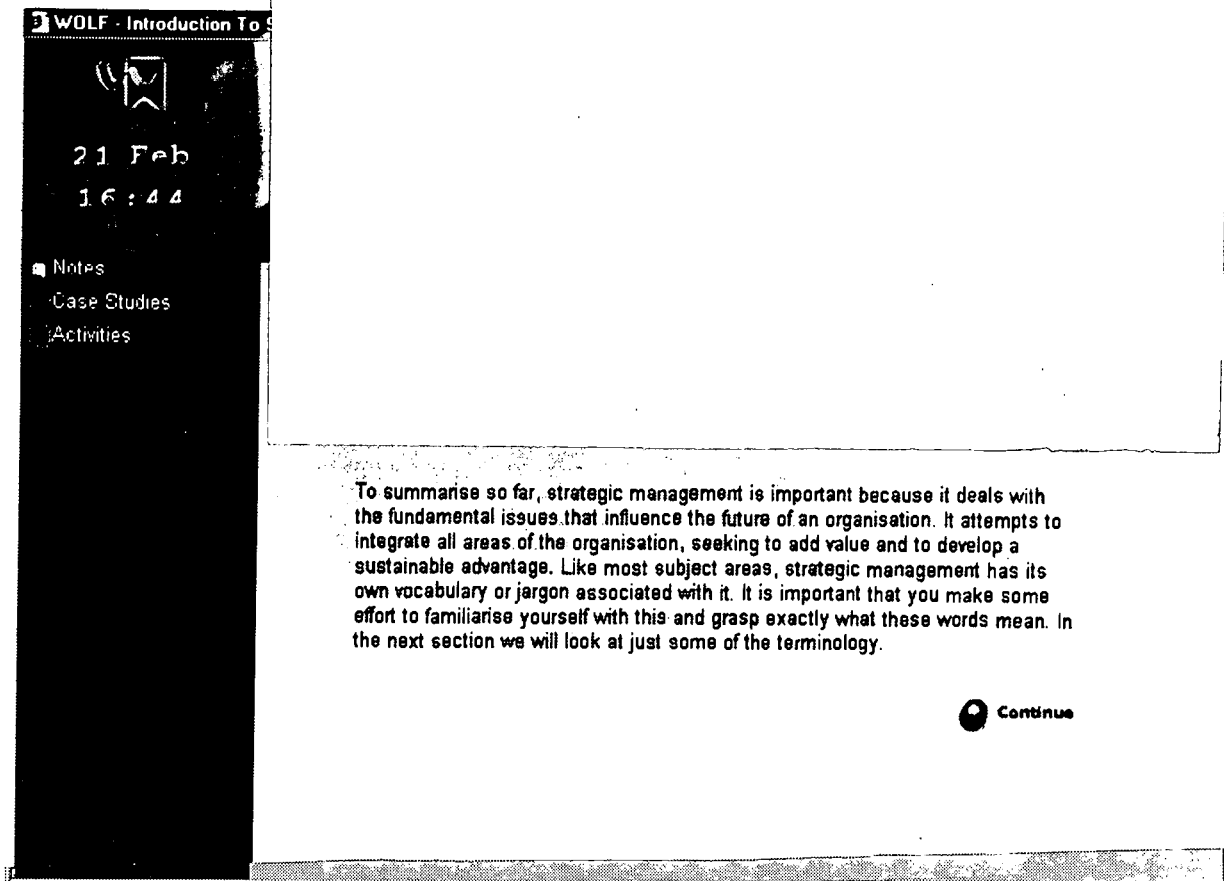 WOLF - Introduction To
21 Feb
16:44
Notes
Case Studies
Activities
To summarise so far, strategic management is important because it deals with
the fundamental issues that influence the future of an organisation. It attempts to
integrate all areas of the organisation, seeking to add value and to develop a
sustainable advantage. Like most subject areas, strategic management has its
own vocabulary or jargon associated with it. It is important that you make some
effort to familiarise yourself with this and grasp exactly what these words mean. In
the next section we will look at just some of the terminology.
Continue